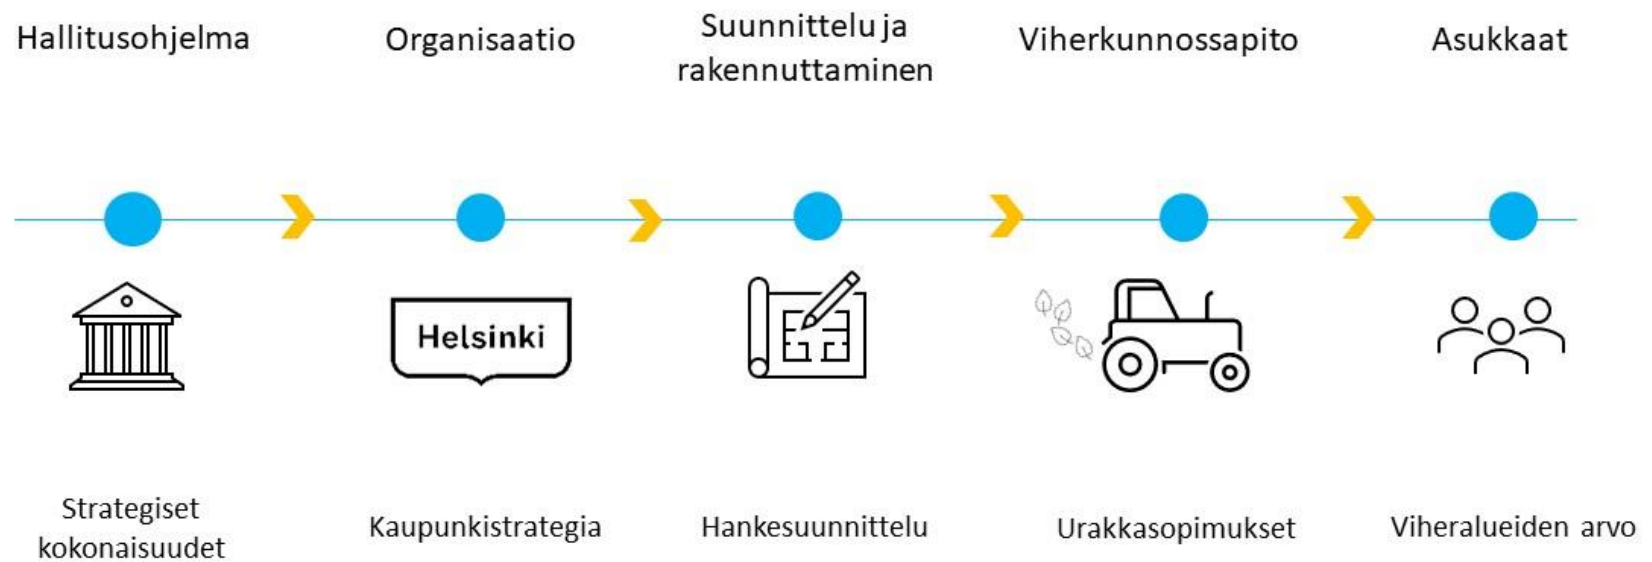 Hallitusohjelma
Organisaatio
Suunnittelu ja
rakennuttaminen
Viherkunnossapito
Asukkaat
Helsinki
Strategiset
kokonaisuudet
Kaupunkistrategia
Hankesuunnittelu
Urakkasopimukset
Viheralueiden arvo